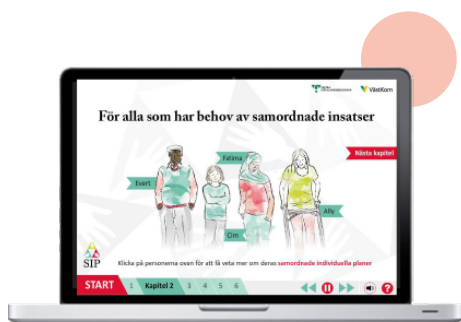 VästKom
För alla som har behov av samordnade insatser
Nästa kapitel
Fatima
Evert
Ally
Cim
SIP
Klicka på personerna ovan för att få veta mer om deras samordnade individuella planer
START 1 Kapitel 2 3 4 5 6